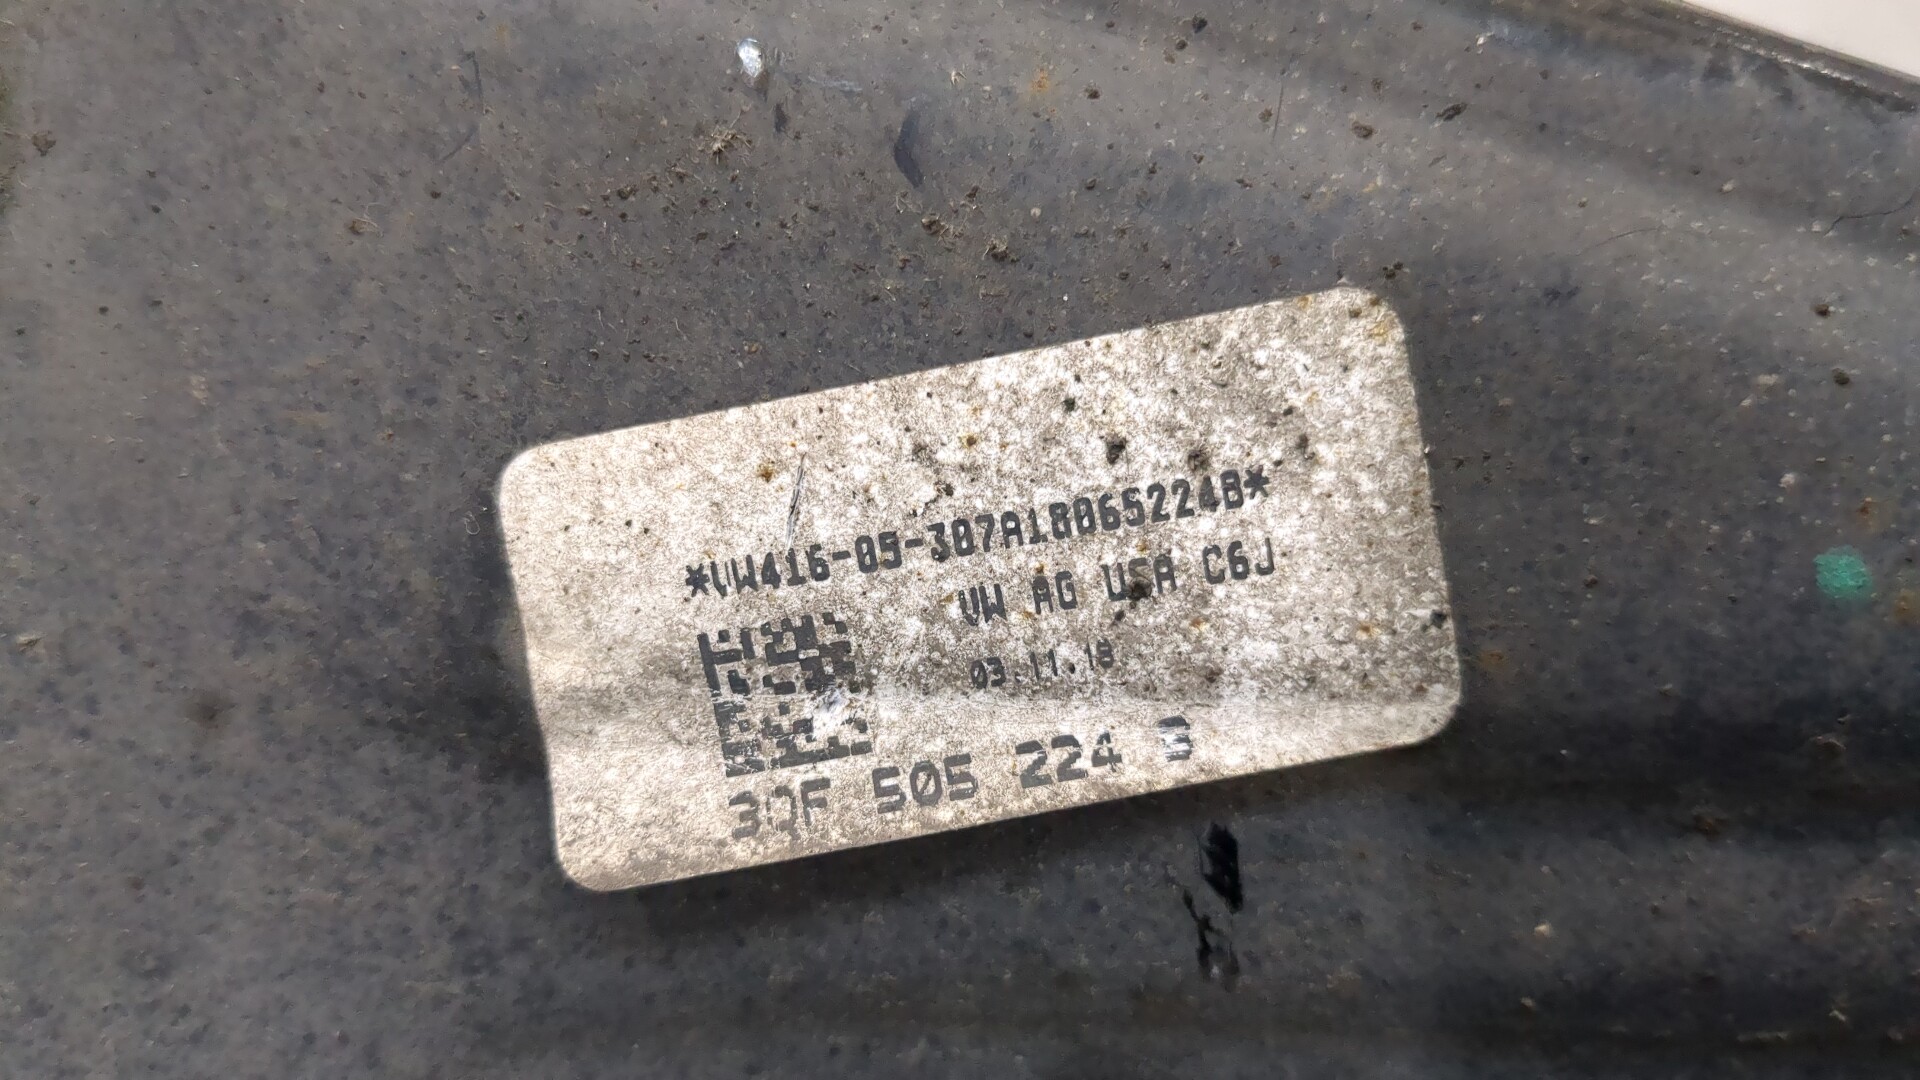 *VW416-05-307A18065224B*
VW AG USA C6J
03.11.18
3QF 505 224 B